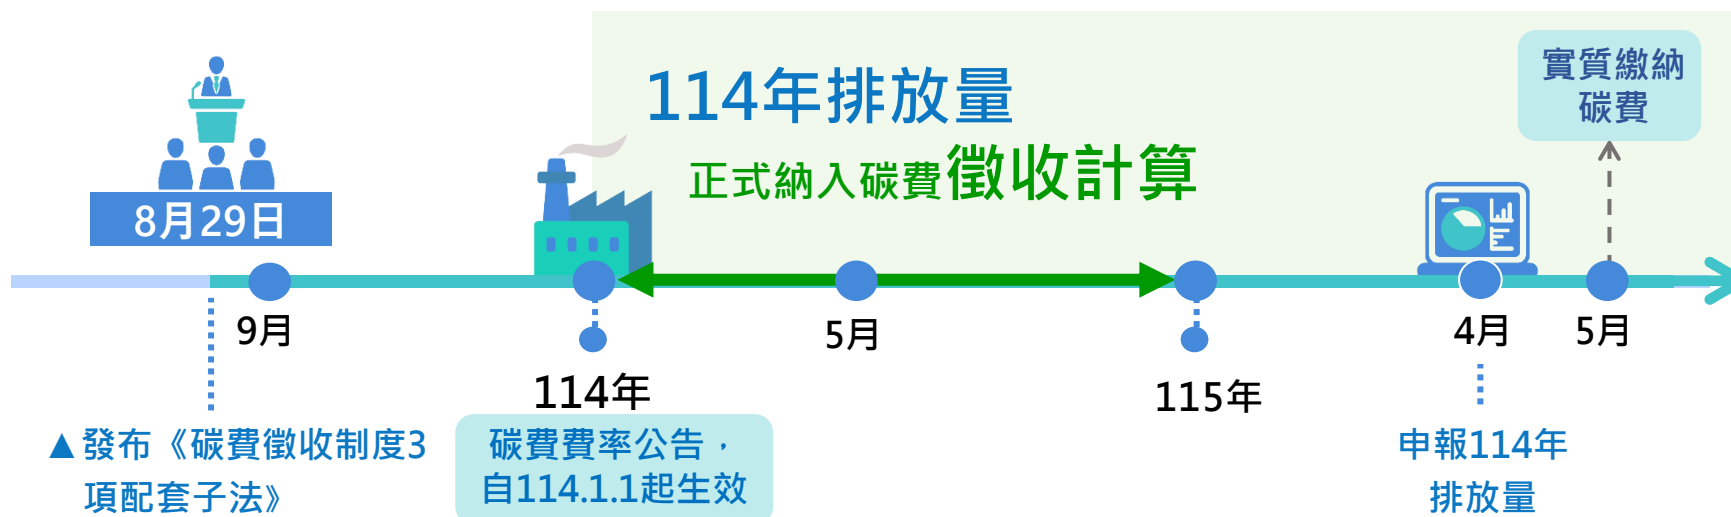 實質繳納
碳費
114年排放量
正式納入碳費徵收計算
8月29日
9月
5月
4月
5月
114年
115年
▲發布《碳費徵收制度3
項配套子法》
碳費費率公告，
自114.1.1起生效
申報114年
排放量